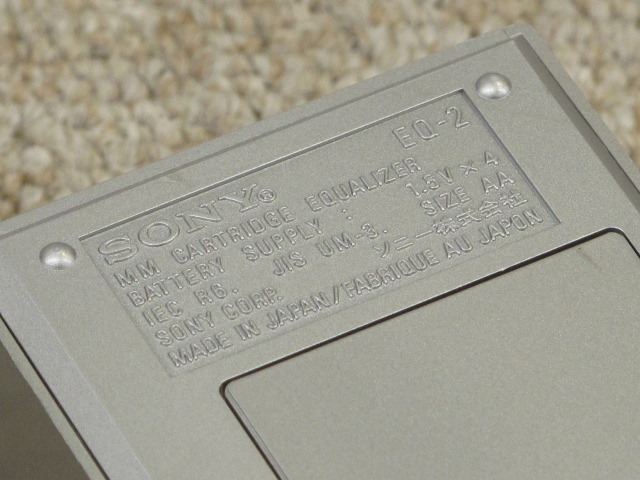 SONY® EQ-2
MM CARTRIDGE EQUALIZER
BATTERY SUPPLY : 1.5V × 4
IEC R6. JIS UM-3. SIZE AA
SONY CORP. ソニー株式会社
MADE IN JAPAN/FABRIQUE AU JAPON